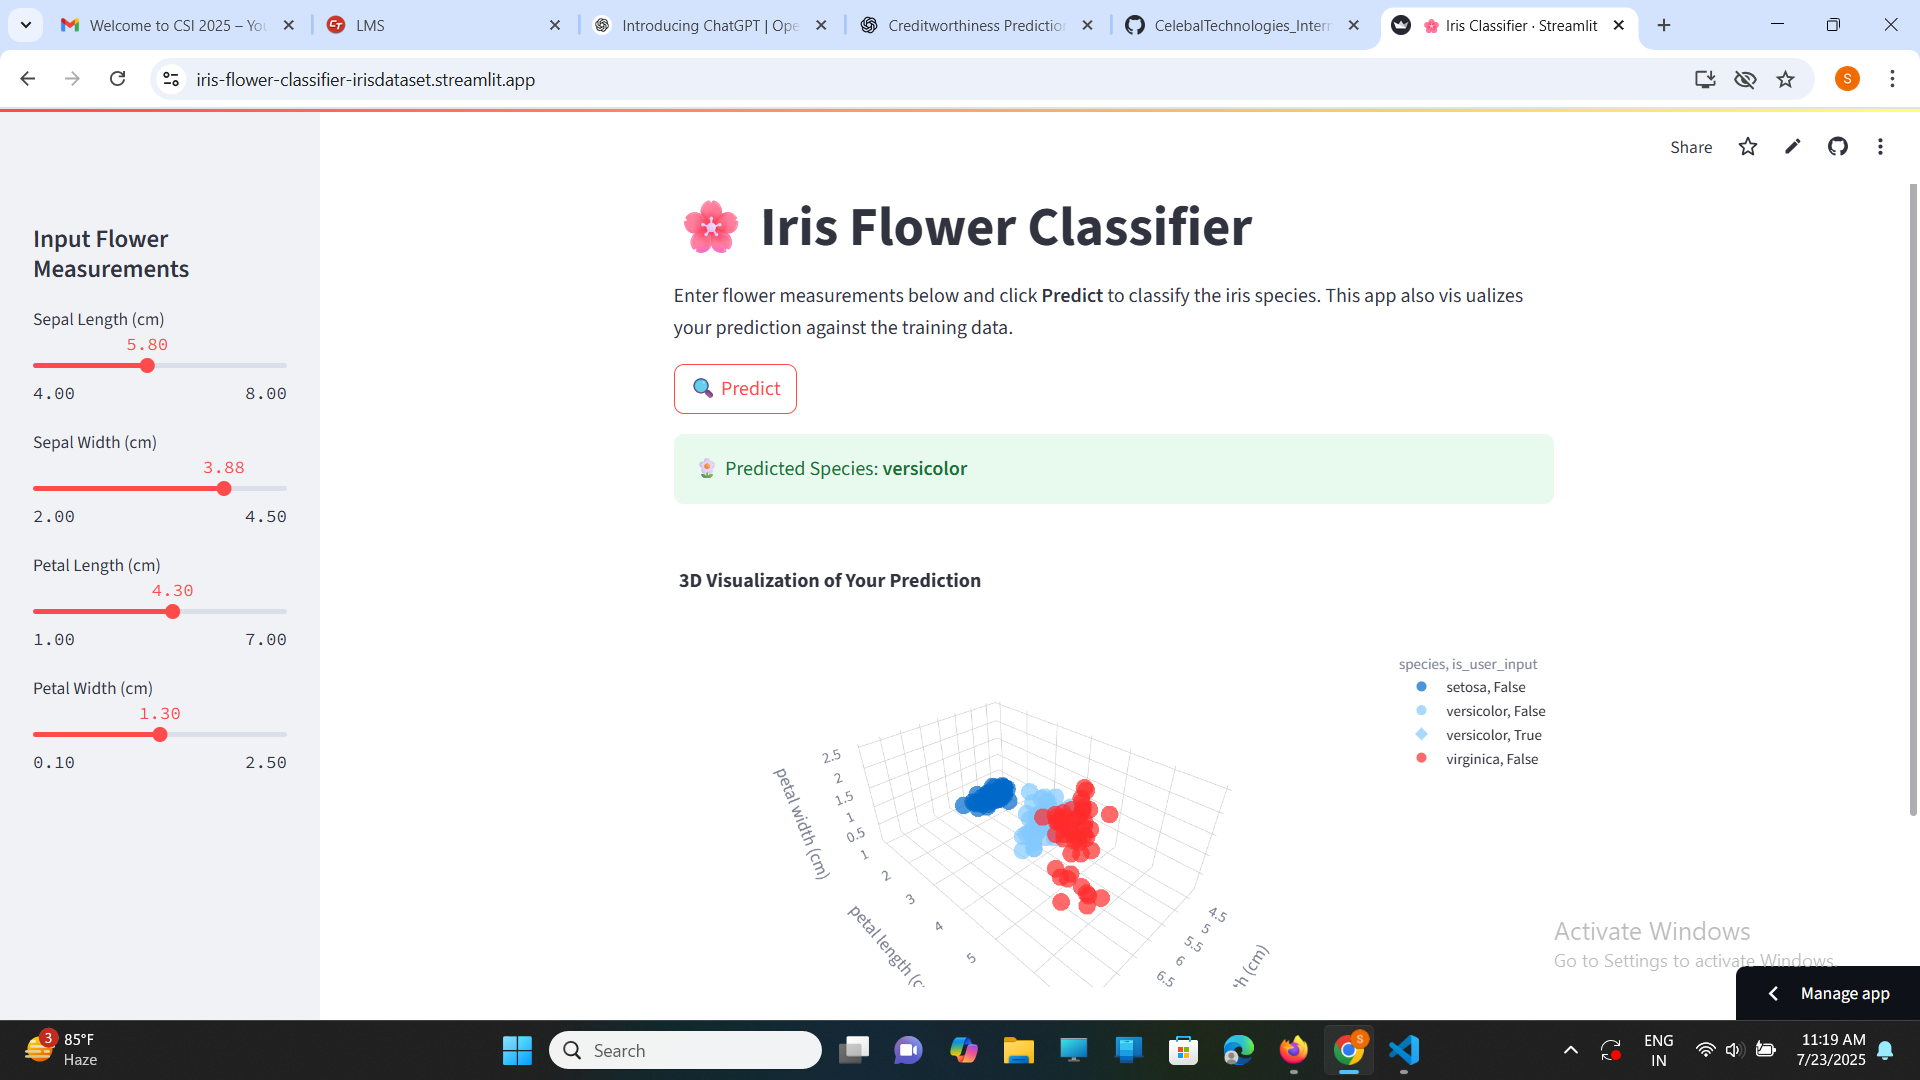 Welcome to CSI 2025 – You
LMS
Introducing ChatGPT | Ope
Creditworthiness Prediction
CelebalTechnologies_Intern
Iris Classifier · Streamlit
iris-flower-classifier-irisdataset.streamlit.app
S
Share
Input Flower
Measurements
Sepal Length (cm)
5.80
4.00 8.00
Sepal Width (cm)
3.88
2.00 4.50
Petal Length (cm)
4.30
1.00 7.00
Petal Width (cm)
1.30
0.10 2.50
Iris Flower Classifier
Enter flower measurements below and click Predict to classify the iris species. This app also vis ualizes
your prediction against the training data.
Predict
Predicted Species: versicolor
3D Visualization of Your Prediction
species, is_user_input
setosa, False
versicolor, False
versicolor, True
virginica, False
2.5
2
1.5
1
0.5
petal width (cm)
1
2
3
4
5
petal length (c
4.5
5
5.5
6
6.5
h (cm)
Activate Windows
Go to Settings to activate Windows.
Manage app
3
85°F
Haze
Search
S
ENG
IN
11:19 AM
7/23/2025